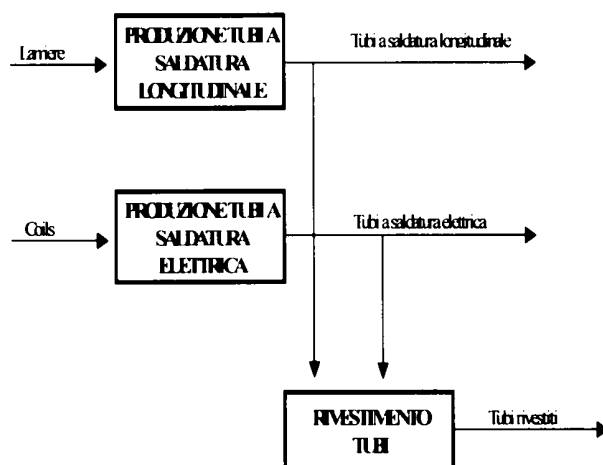 Lamiere
PRODUZIONE TUBI A
SALDATURA
LONGITUDINALE
Tubi a saldatura longitudinale
Coils
PRODUZIONE TUBI A
SALDATURA
ELETTRICA
Tubi a saldatura elettrica
RIVESTIMENTO
TUBI
Tubi rivestiti